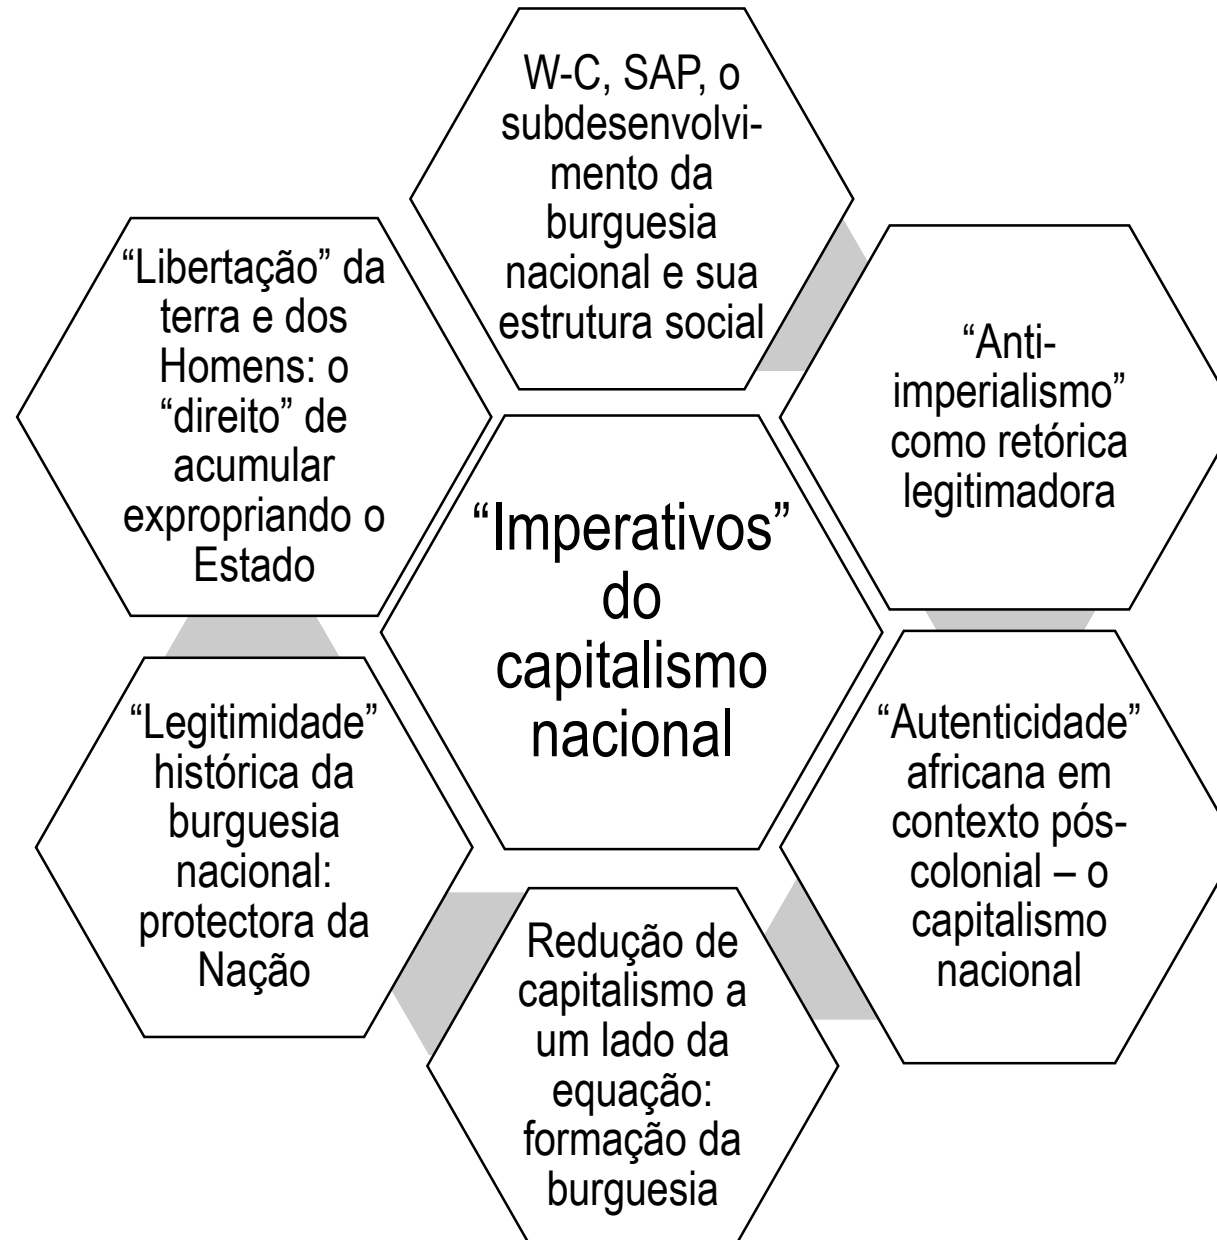 W-C, SAP, o
subdesenvolvi-
mento da
burguesia
nacional e sua
estrutura social
“Anti-
imperialismo”
como retórica
legitimadora
“Autenticidade”
africana em
contexto pós-
colonial – o
capitalismo
nacional
Redução de
capitalismo a
um lado da
equação:
formação da
burguesia
“Legitimidade”
histórica da
burguesia
nacional:
protectora da
Nação
“Libertação” da
terra e dos
Homens: o
“direito” de
acumular
expropriando o
Estado
“Imperativos”
do
capitalismo
nacional